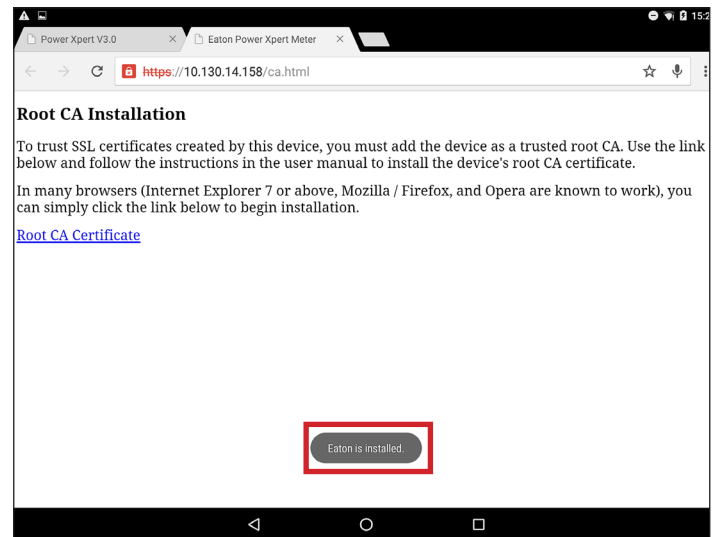 15:2
Power Xpert V3.0
Eaton Power Xpert Meter
https://10.130.14.158/ca.html
Root CA Installation
To trust SSL certificates created by this device, you must add the device as a trusted root CA. Use the link
below and follow the instructions in the user manual to install the device's root CA certificate.
In many browsers (Internet Explorer 7 or above, Mozilla / Firefox, and Opera are known to work), you
can simply click the link below to begin installation.
Root CA Certificate
Eaton is installed.